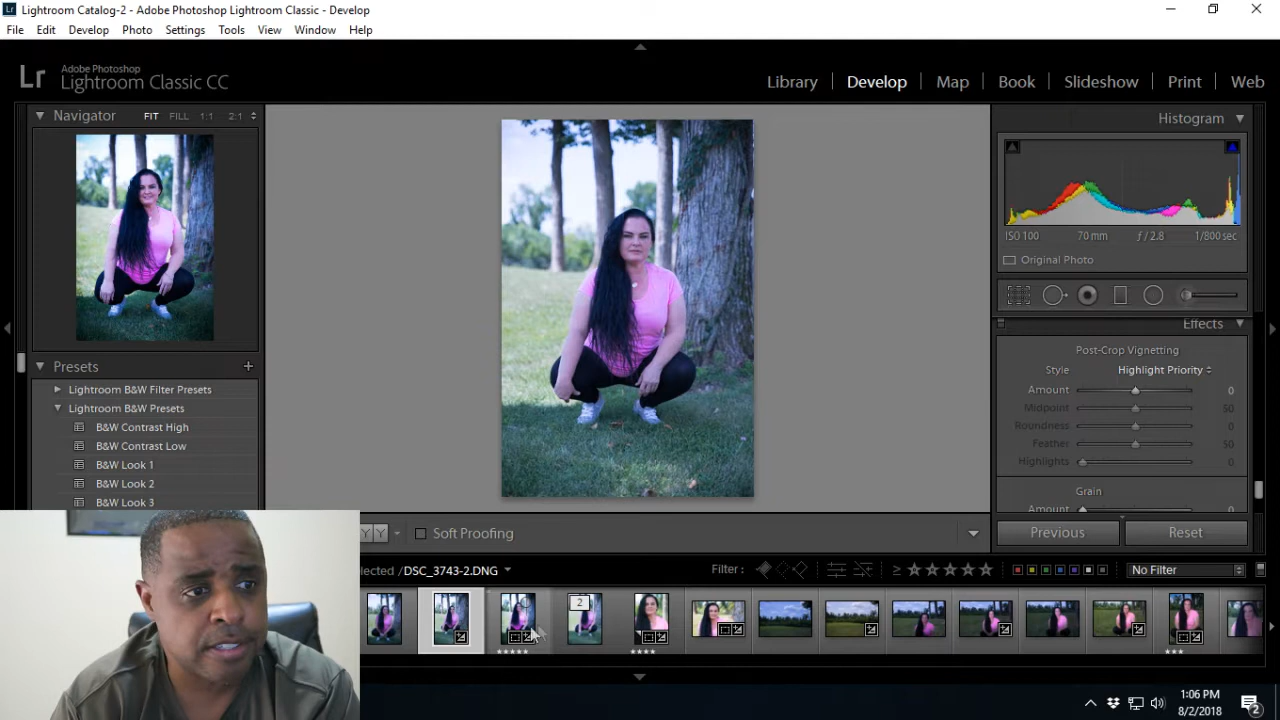 Lightroom Catalog-2 - Adobe Photoshop Lightroom Classic - Develop
File Edit Develop Photo Settings Tools View Window Help
Lr Adobe Photoshop
Lightroom Classic CC
Library Develop Map Book Slideshow Print Web
Navigator FIT FILL 1:1 2:1
Histogram
ISO 100 70 mm ƒ / 2.8 1/800 sec
Original Photo
Effects
Post-Crop Vignetting
Style Highlight Priority
Amount 0
Midpoint 50
Roundness 0
Feather 50
Highlights 0
Grain
Amount 0
Presets +
Lightroom B&W Filter Presets
Lightroom B&W Presets
B&W Contrast High
B&W Contrast Low
B&W Look 1
B&W Look 2
B&W Look 3
YY Soft Proofing
Previous Reset
lected /DSC_3743-2.DNG
Filter : ≥ ★★★★★ No Filter
2
1:06 PM
8/2/2018
2